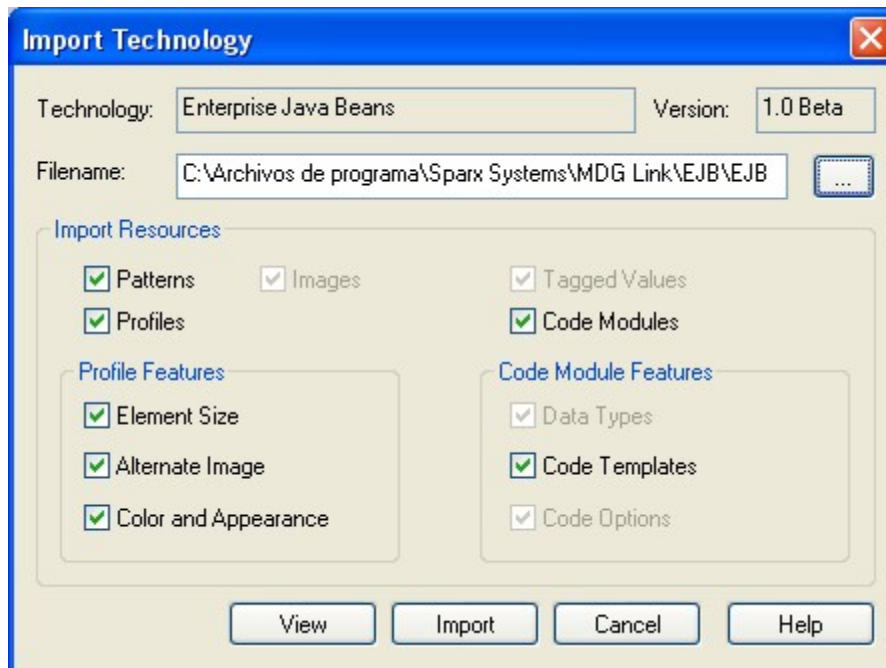 Import Technology
Technology: Enterprise Java Beans Version: 1.0 Beta
Filename: C:\Archivos de programa\Sparx Systems\MDG Link\EJB\EJB ...
Import Resources
Patterns Images Tagged Values
Profiles Code Modules
Profile Features Code Module Features
Element Size Data Types
Alternate Image Code Templates
Color and Appearance Code Options
View Import Cancel Help